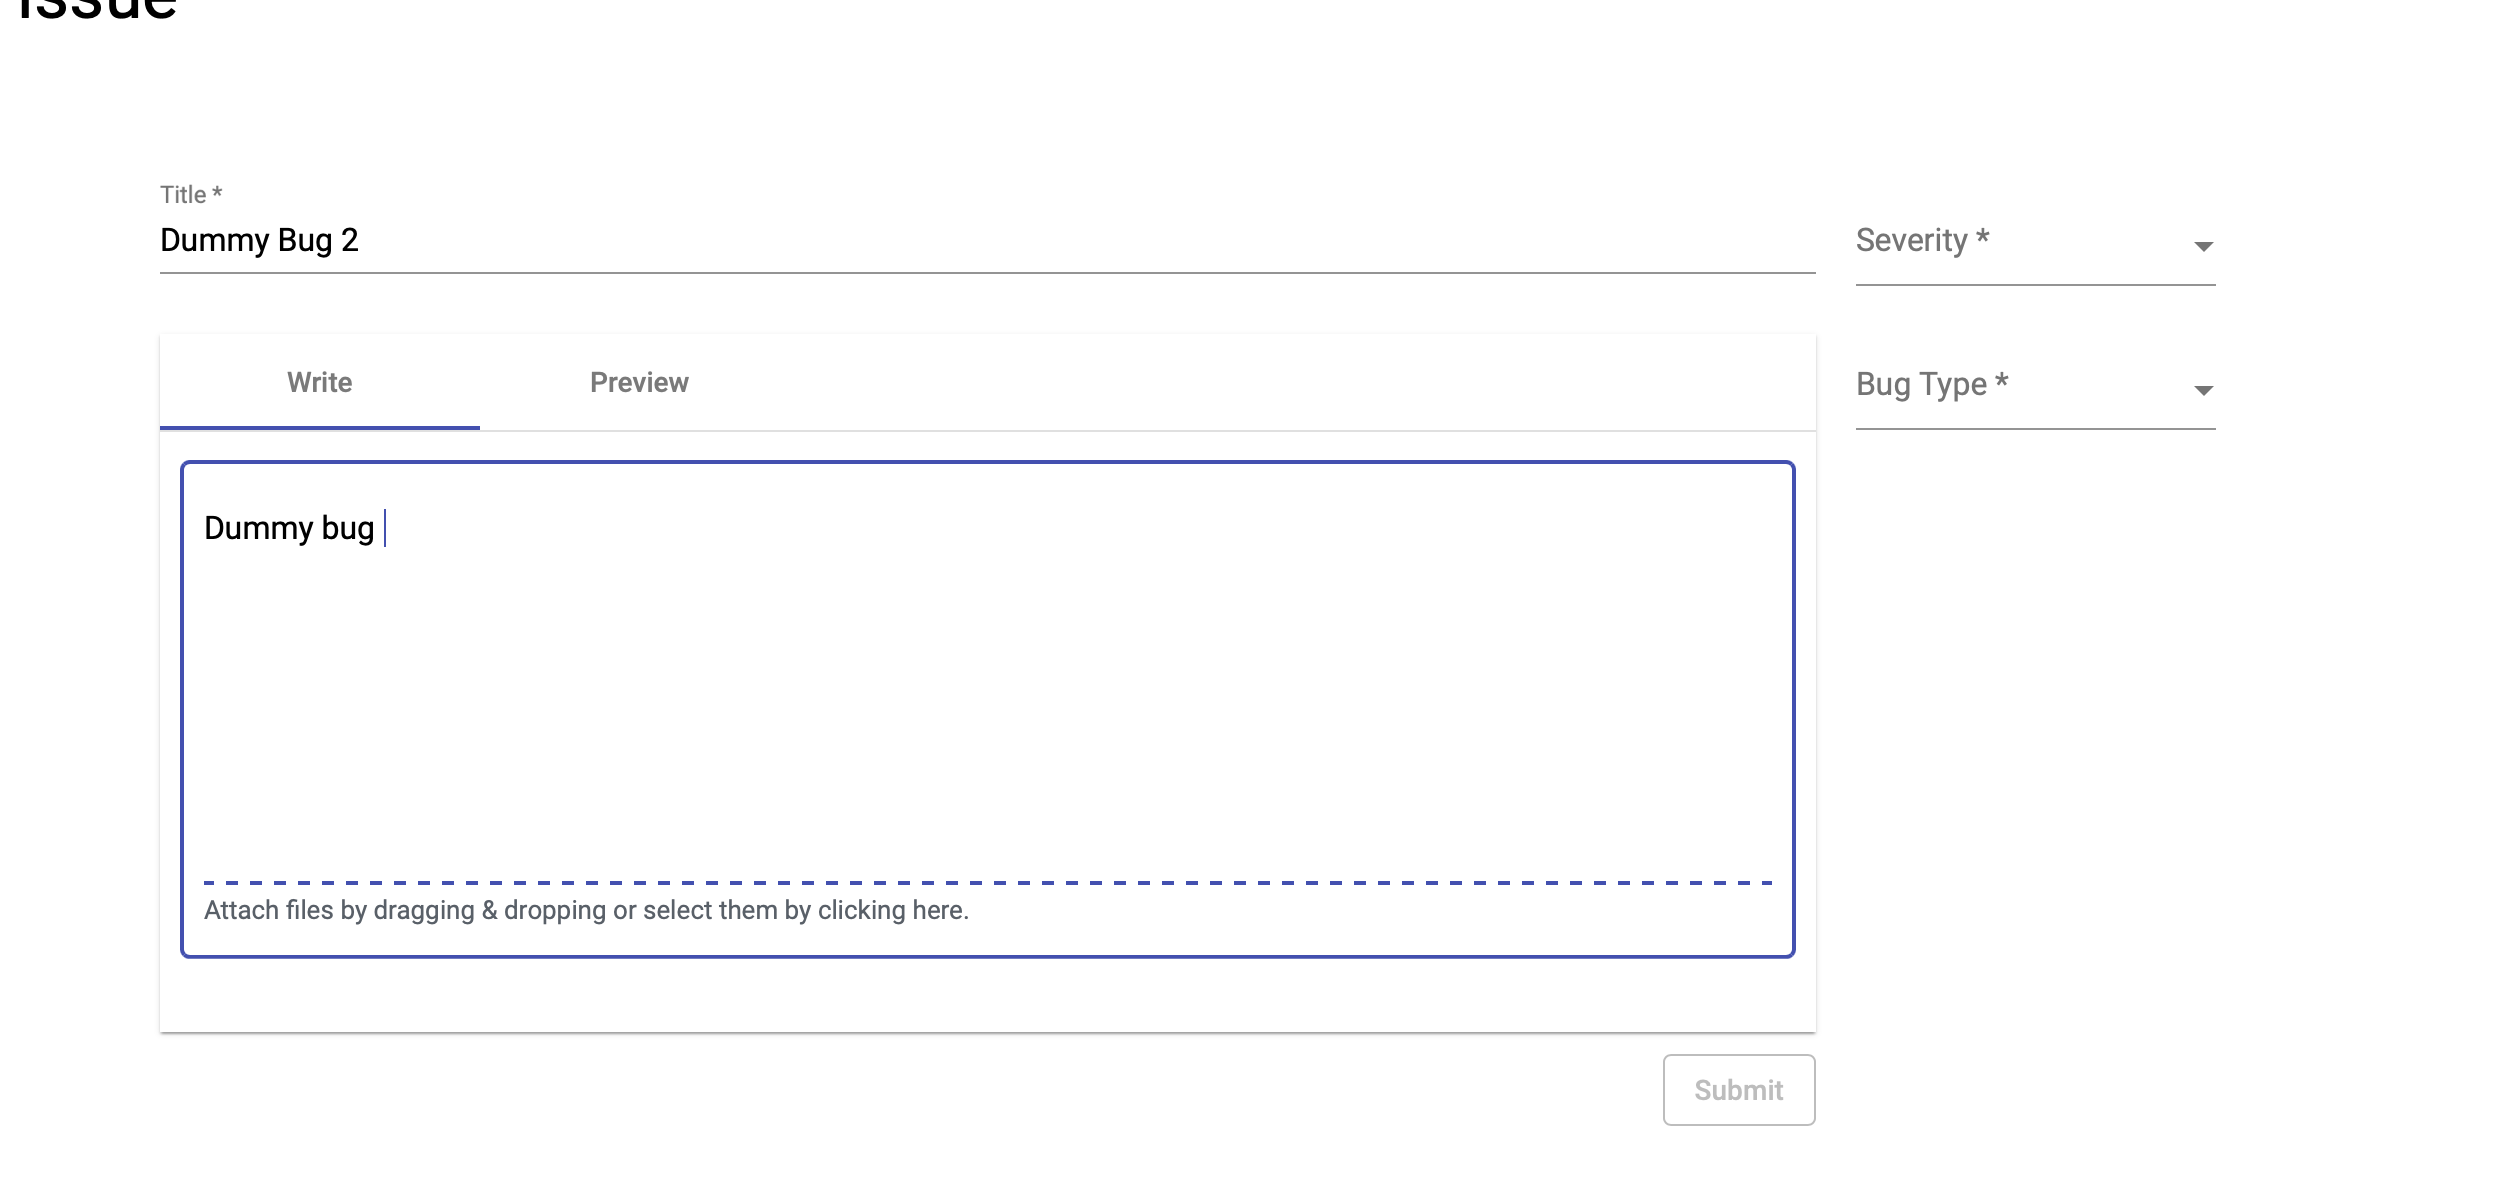 Issue
Title *
Dummy Bug 2
Severity *
Write
Preview
Bug Type *
Dummy bug
Attach files by dragging & dropping or select them by clicking here.
Submit